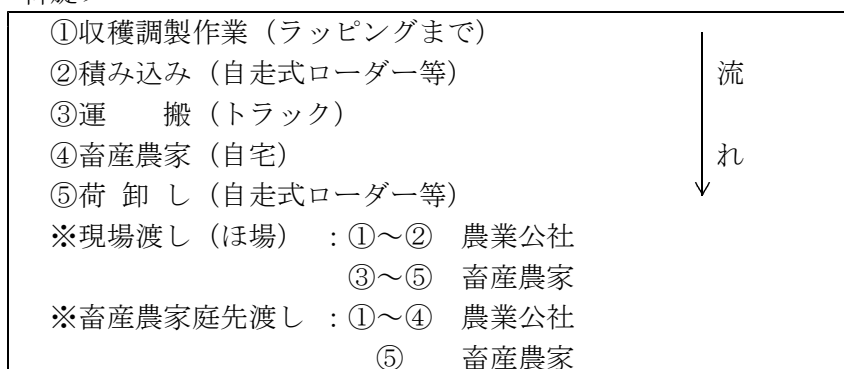 ①収穫調製作業（ラッピングまで）
②積み込み（自走式ローダー等） 流
③運　　搬（トラック）
④畜産農家（自宅） れ
⑤荷 卸 し（自走式ローダー等）
※現場渡し（ほ場）　：①～②　農業公社
③～⑤　畜産農家
※畜産農家庭先渡し　：①～④　農業公社
⑤　　畜産農家